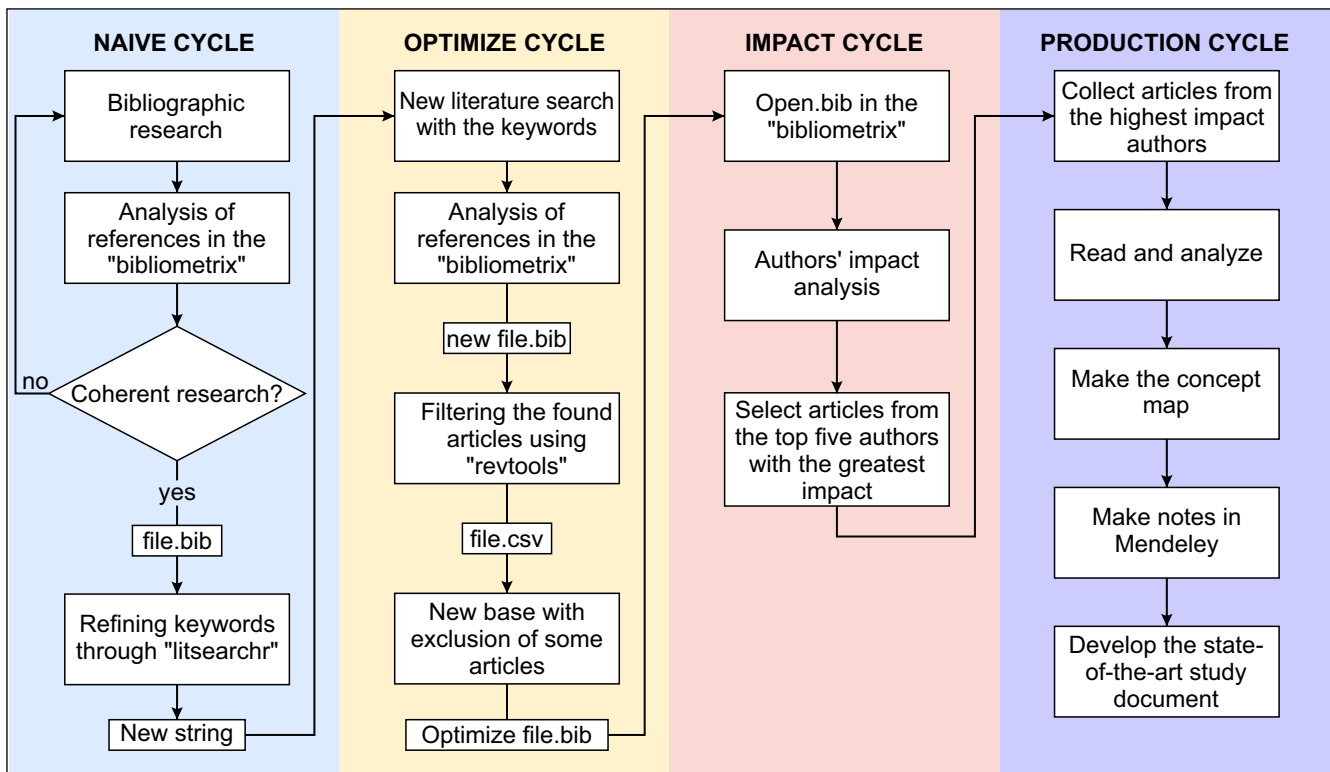 NAIVE CYCLE
Bibliographic
research
Analysis of
references in the
"bibliometrix"
no
Coherent research?
yes
file.bib
Refining keywords
through "litsearchr"
New string
OPTIMIZE CYCLE
New literature search
with the keywords
Analysis of
references in the
"bibliometrix"
new file.bib
Filtering the found
articles using
"revtools"
file.csv
New base with
exclusion of some
articles
Optimize file.bib
IMPACT CYCLE
Open.bib in the
"bibliometrix"
Authors' impact
analysis
Select articles from
the top five authors
with the greatest
impact
PRODUCTION CYCLE
Collect articles from
the highest impact
authors
Read and analyze
Make the concept
map
Make notes in
Mendeley
Develop the state-
of-the-art study
document